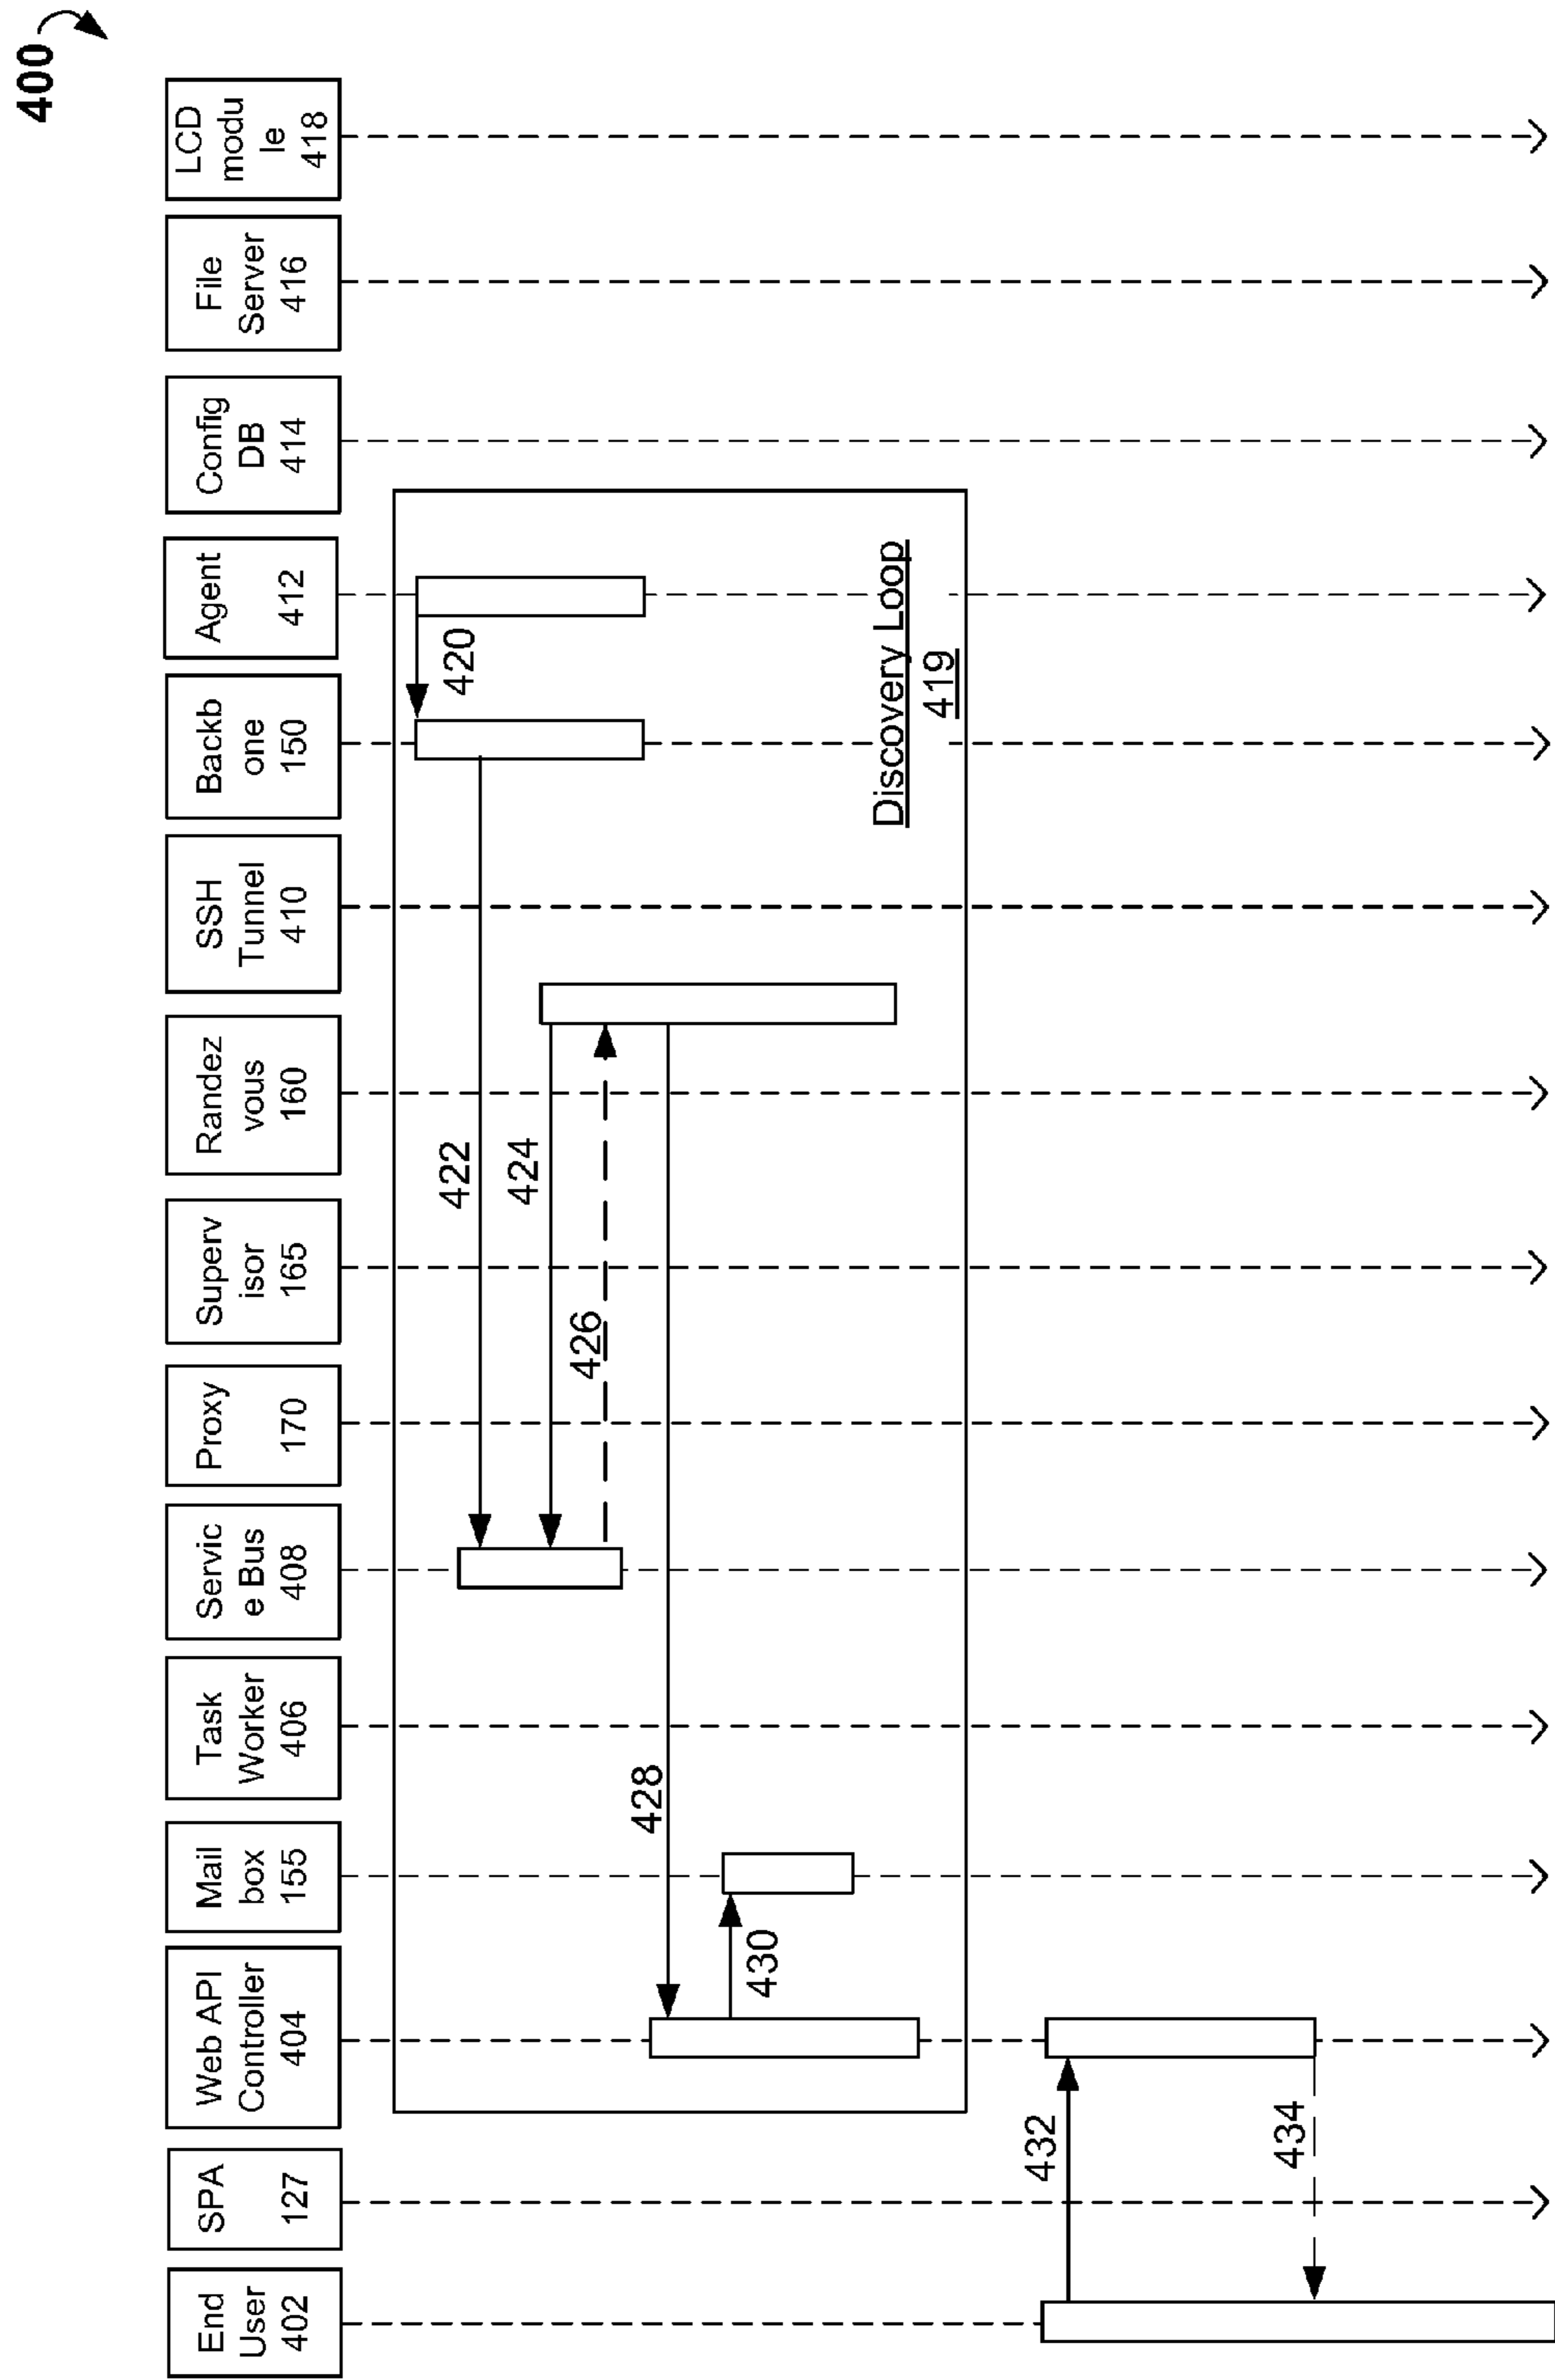 400
End
User
402
SPA
127
Web API
Controller
404
Mail
box
155
Task
Worker
406
Servic
e Bus
408
Proxy
170
Superv
isor
165
Randez
vous
160
SSH
Tunnel
410
Backb
one
150
Agent
412
Config
DB
414
File
Server
416
LCD
modu
le
418
420
422
424
426
428
430
Discovery Loop
419
432
434